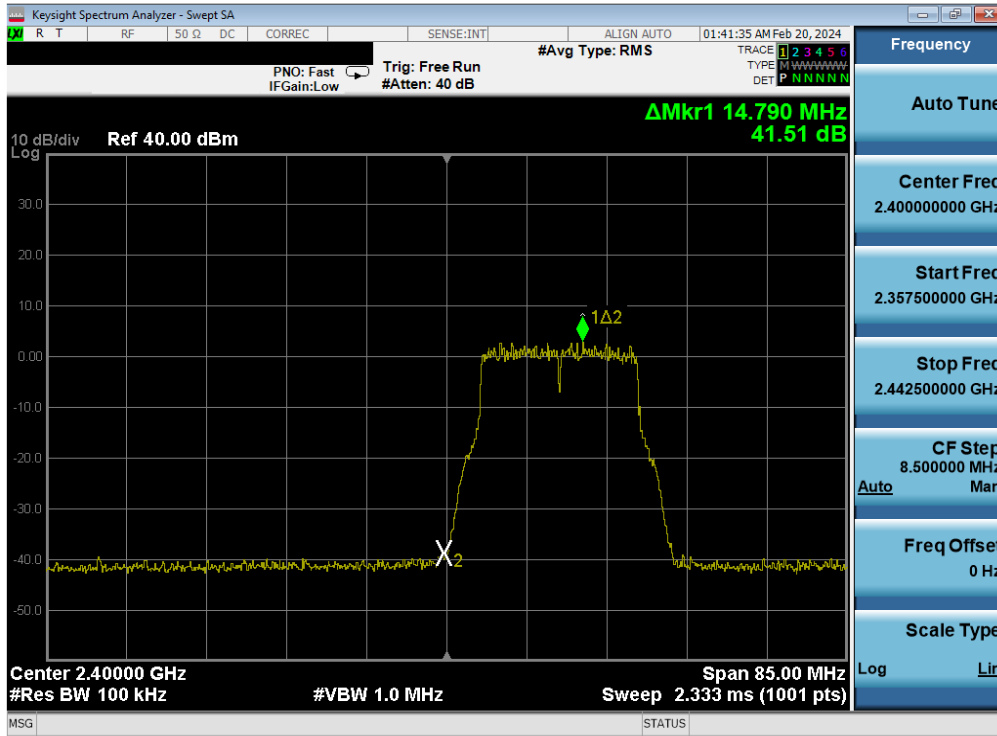 Keysight Spectrum Analyzer - Swept SA
LXI R T RF 50 Ω DC CORREC SENSE:INT ALIGN AUTO 01:41:35 AM Feb 20, 2024
PNO: Fast
IFGain:Low
Trig: Free Run
#Atten: 40 dB
#Avg Type: RMS
TRACE 1 2 3 4 5 6
TYPE M WWWWW
DET P N N N N N
ΔMkr1 14.790 MHz
41.51 dB
10 dB/div Ref 40.00 dBm
Log
30.0
20.0
10.0
0.00
-10.0
-20.0
-30.0
-40.0
-50.0
1Δ2
X2
Center 2.40000 GHz Span 85.00 MHz
#Res BW 100 kHz #VBW 1.0 MHz Sweep 2.333 ms (1001 pts)
MSG STATUS
Frequency
Auto Tune
Center Freq
2.400000000 GHz
Start Freq
2.357500000 GHz
Stop Freq
2.442500000 GHz
CF Step
8.500000 MHz
Auto Man
Freq Offset
0 Hz
Scale Type
Log Lin